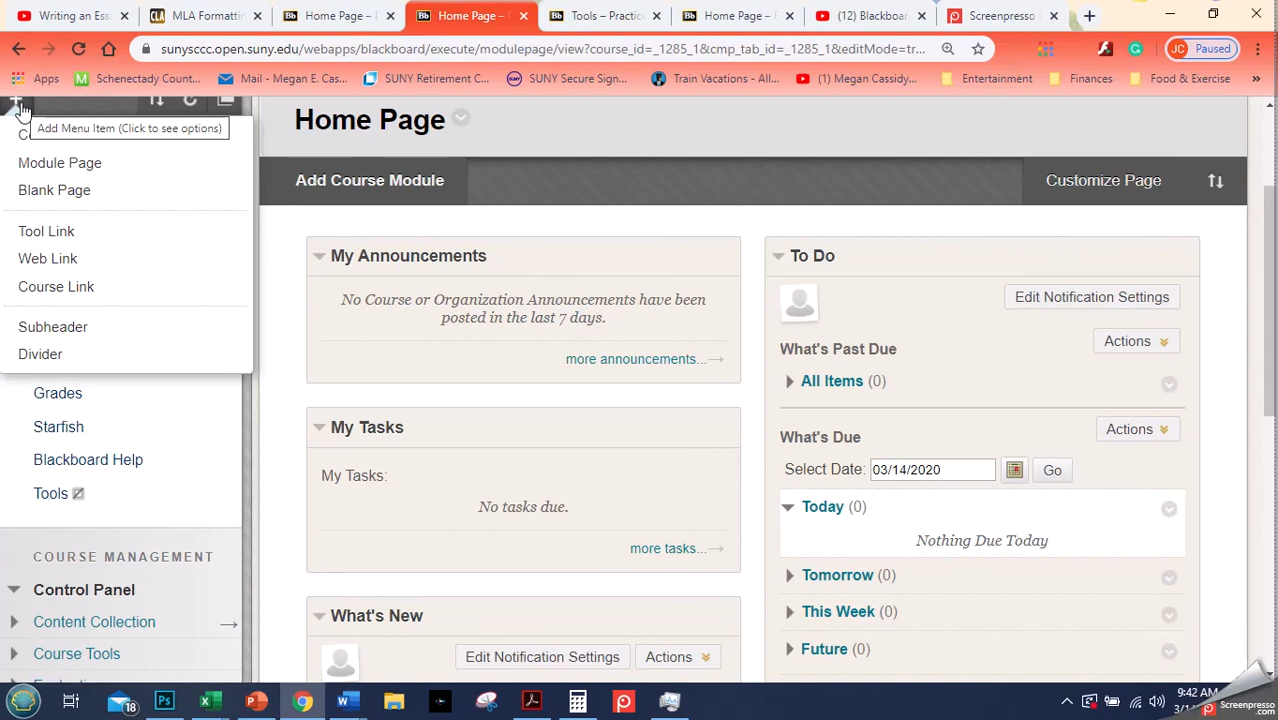 Writing an Ess
MLA Formatti
Home Page –
Home Page –
Tools – Practic
Home Page –
(12) Blackboar
Screenpresso
sunysccc.open.suny.edu/webapps/blackboard/execute/modulepage/view?course_id=_1285_1&cmp_tab_id=_1285_1&editMode=tr...
JC Paused
Apps
Schenectady Count...
Mail - Megan E. Cas...
SUNY Retirement C...
SUNY Secure Sign...
Train Vacations - All...
(1) Megan Cassidy...
Entertainment
Finances
Food & Exercise
»
Add Menu Item (Click to see options)
Module Page
Blank Page
Tool Link
Web Link
Course Link
Subheader
Divider
Grades
Starfish
Blackboard Help
Tools
COURSE MANAGEMENT
Control Panel
Content Collection
Course Tools
Home Page
Add Course Module
Customize Page
My Announcements
No Course or Organization Announcements have been
posted in the last 7 days.
more announcements...
My Tasks
My Tasks:
No tasks due.
more tasks...
What's New
Edit Notification Settings
Actions
To Do
Edit Notification Settings
What's Past Due
Actions
All Items (0)
What's Due
Actions
Select Date: 03/14/2020 Go
Today (0)
Nothing Due Today
Tomorrow (0)
This Week (0)
Future (0)
18
9:42 AM
Screenpresso
.com